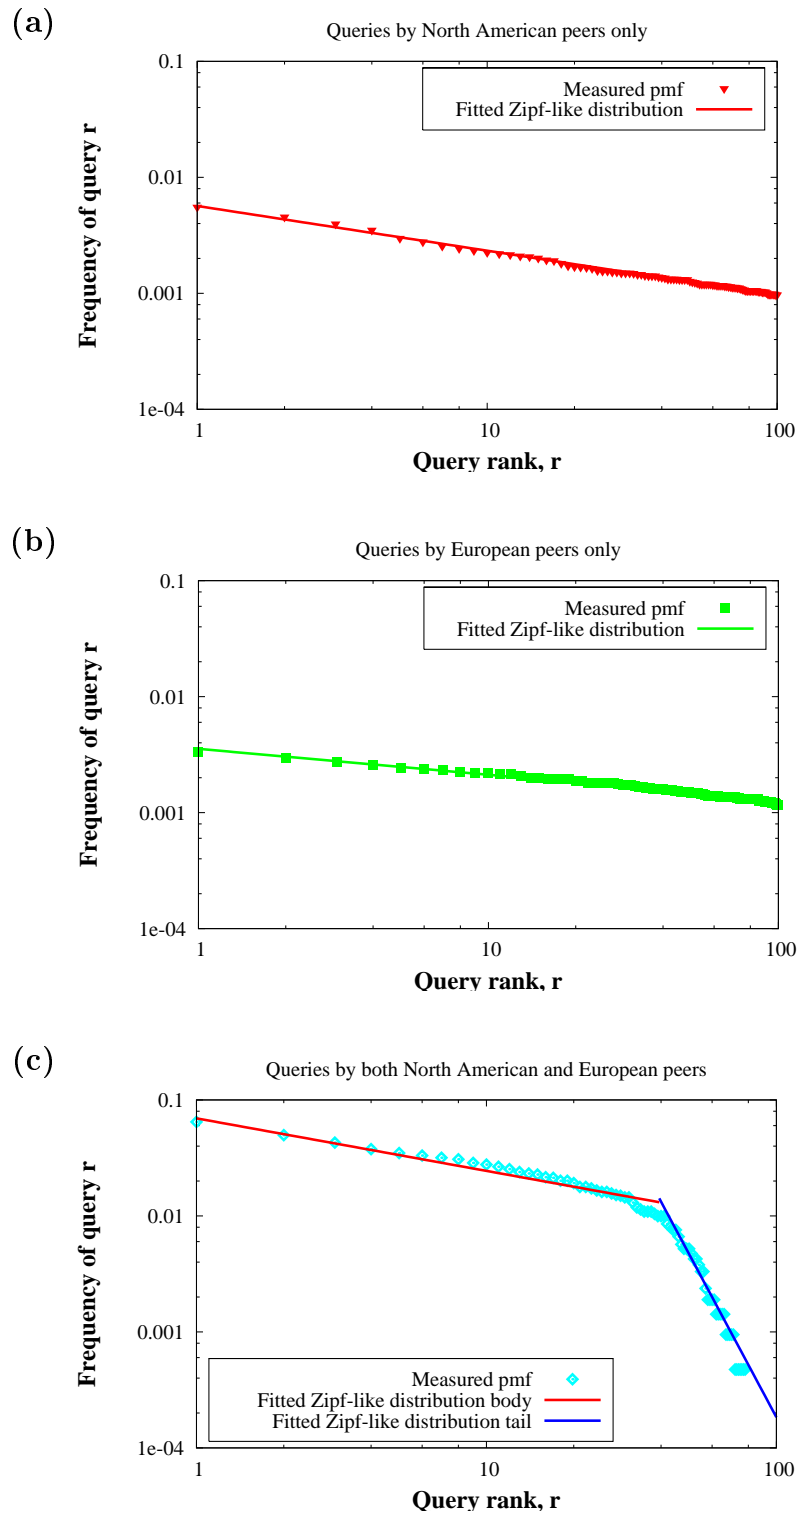 (a)
Queries by North American peers only
Measured pmf
Fitted Zipf-like distribution
Frequency of query r
0.1
0.01
0.001
1e-04
1
10
100
Query rank, r
(b)
Queries by European peers only
Measured pmf
Fitted Zipf-like distribution
Frequency of query r
0.1
0.01
0.001
1e-04
1
10
100
Query rank, r
(c)
Queries by both North American and European peers
Frequency of query r
0.1
0.01
0.001
1e-04
Measured pmf
Fitted Zipf-like distribution body
Fitted Zipf-like distribution tail
1
10
100
Query rank, r